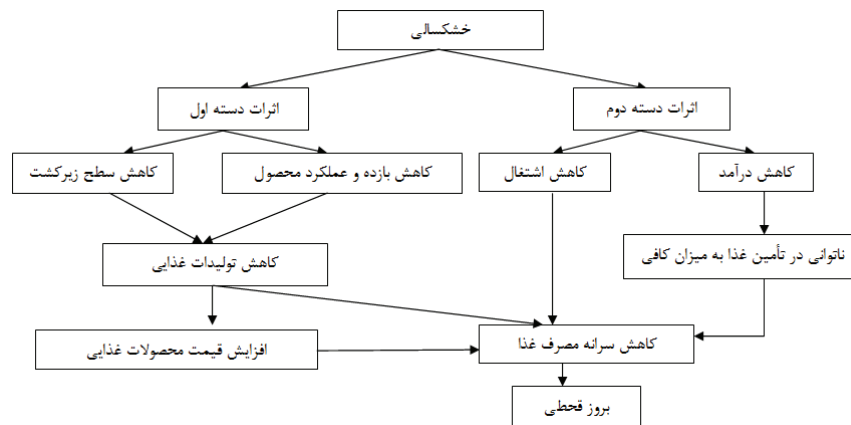 خشکسالی
اثرات دسته دوم
اثرات دسته اول
کاهش درآمد
کاهش اشتغال
کاهش بازده و عملکرد محصول
کاهش سطح زیرکشت
ناتوانی در تأمین غذا به میزان کافی
کاهش تولیدات غذایی
کاهش سرانه مصرف غذا
افزایش قیمت محصولات غذایی
بروز قحطی